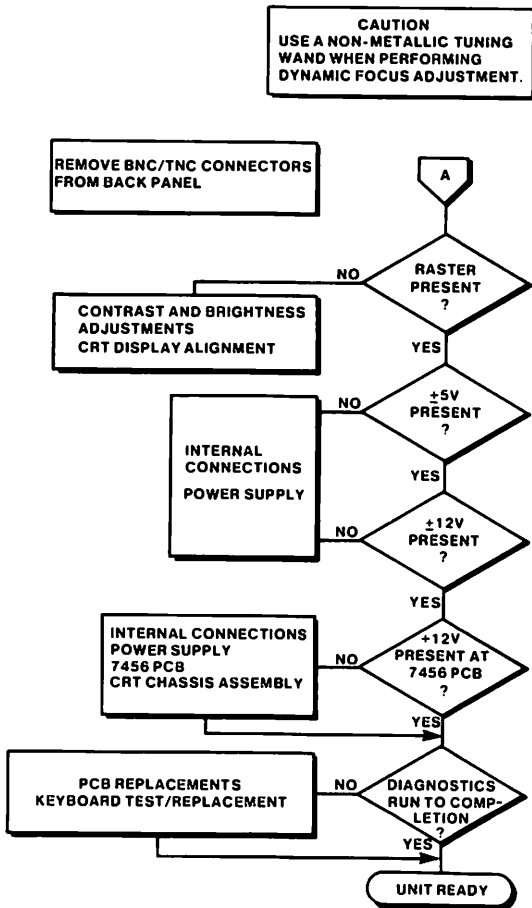 CAUTION
USE A NON-METALLIC TUNING
WAND WHEN PERFORMING
DYNAMIC FOCUS ADJUSTMENT.
REMOVE BNC/TNC CONNECTORS
FROM BACK PANEL
A
RASTER
PRESENT
?
NO
YES
CONTRAST AND BRIGHTNESS
ADJUSTMENTS
CRT DISPLAY ALIGNMENT
±5V
PRESENT
?
NO
YES
INTERNAL
CONNECTIONS
POWER SUPPLY
±12V
PRESENT
?
NO
YES
+12V
PRESENT AT
7456 PCB
?
NO
YES
INTERNAL CONNECTIONS
POWER SUPPLY
7456 PCB
CRT CHASSIS ASSEMBLY
DIAGNOSTICS
RUN TO COMP-
LETION
?
NO
YES
PCB REPLACEMENTS
KEYBOARD TEST/REPLACEMENT
UNIT READY